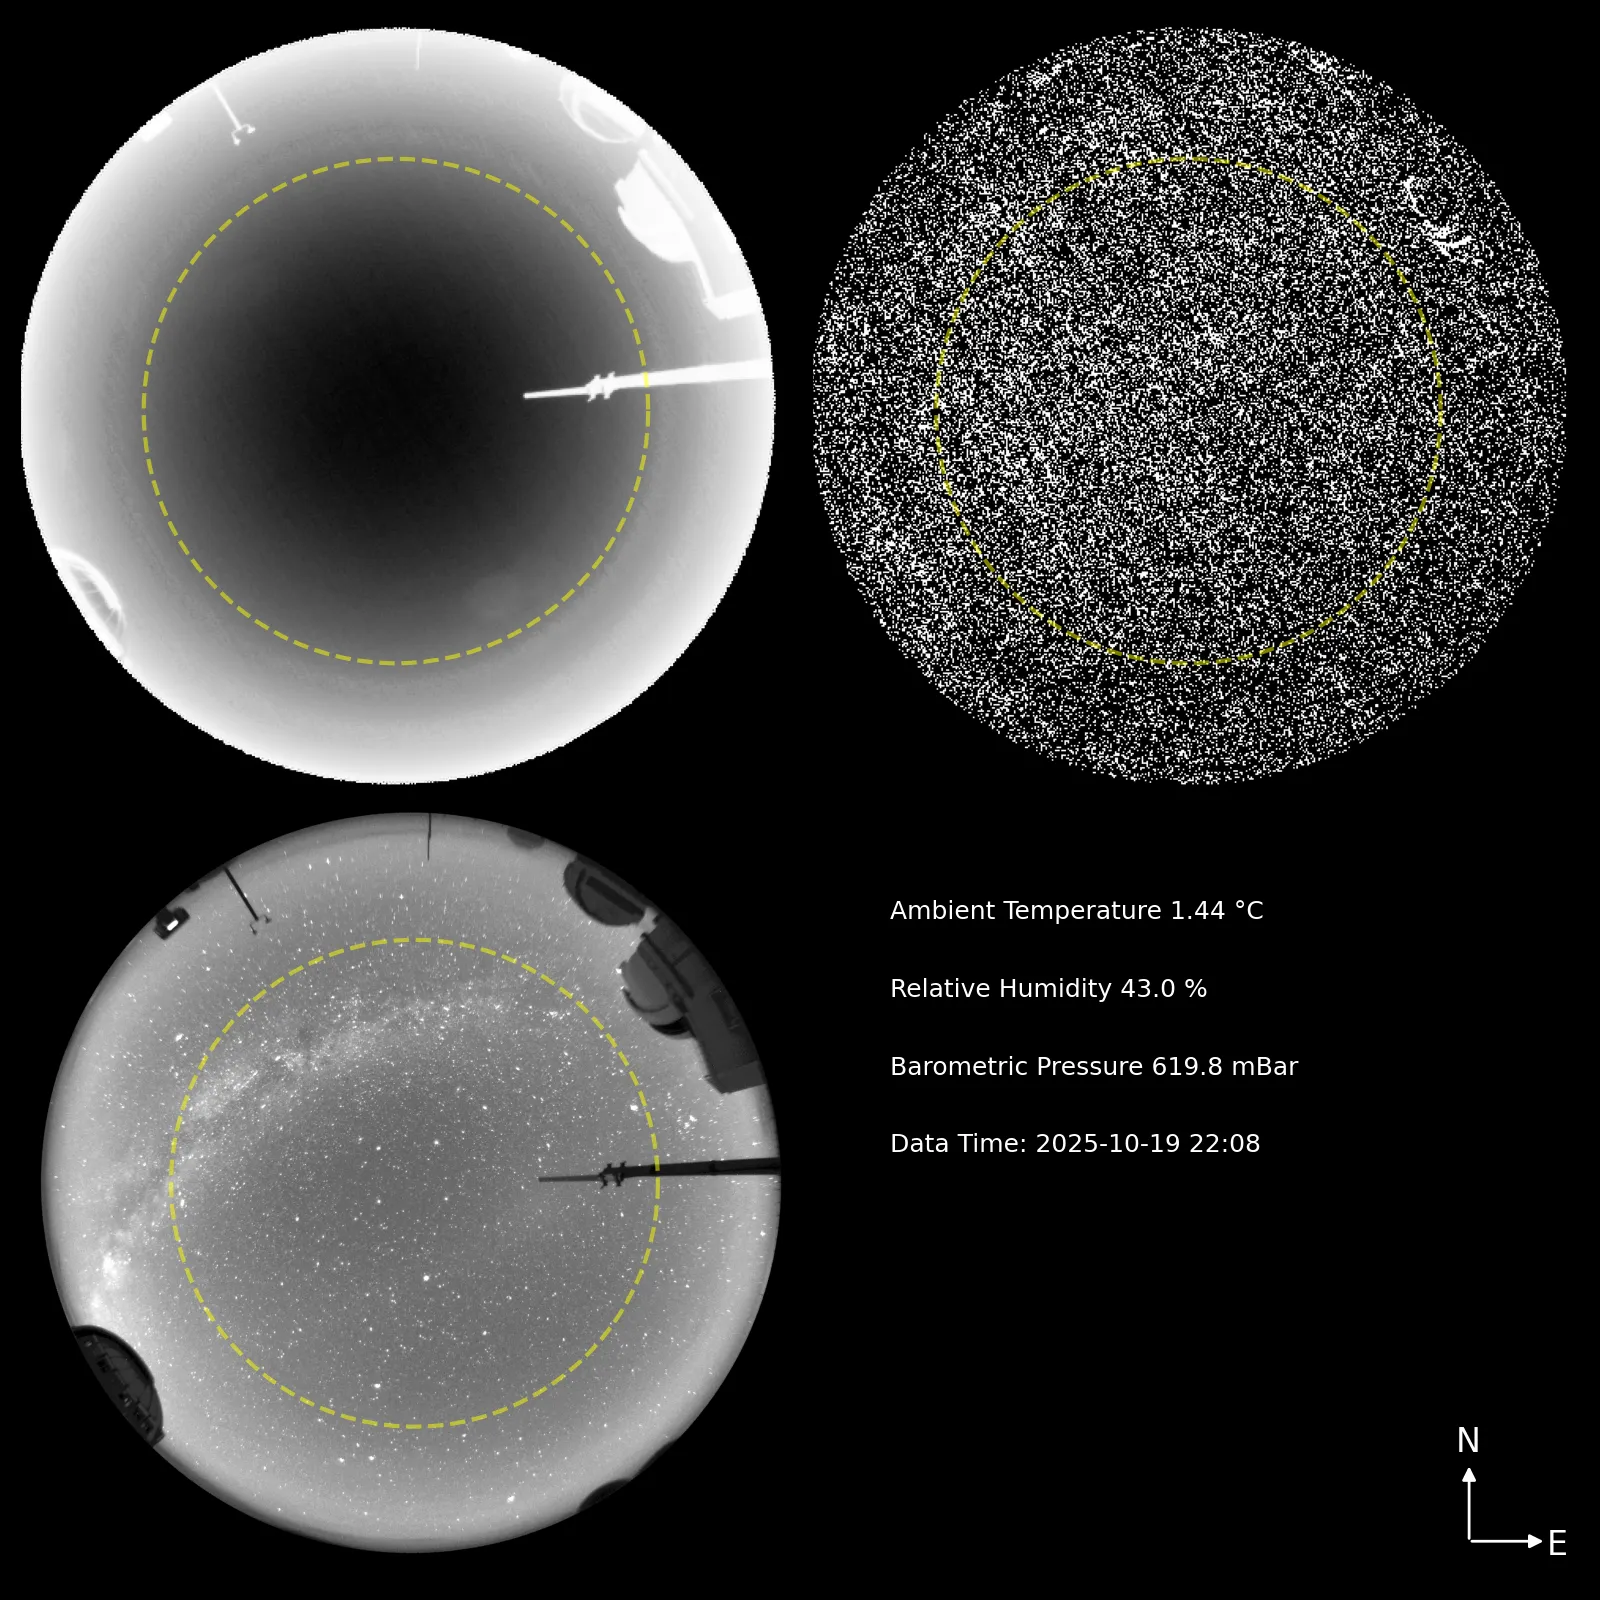 Ambient Temperature 1.44 °C
Relative Humidity 43.0 %
Barometric Pressure 619.8 mBar
Data Time: 2025-10-19 22:08
N
E